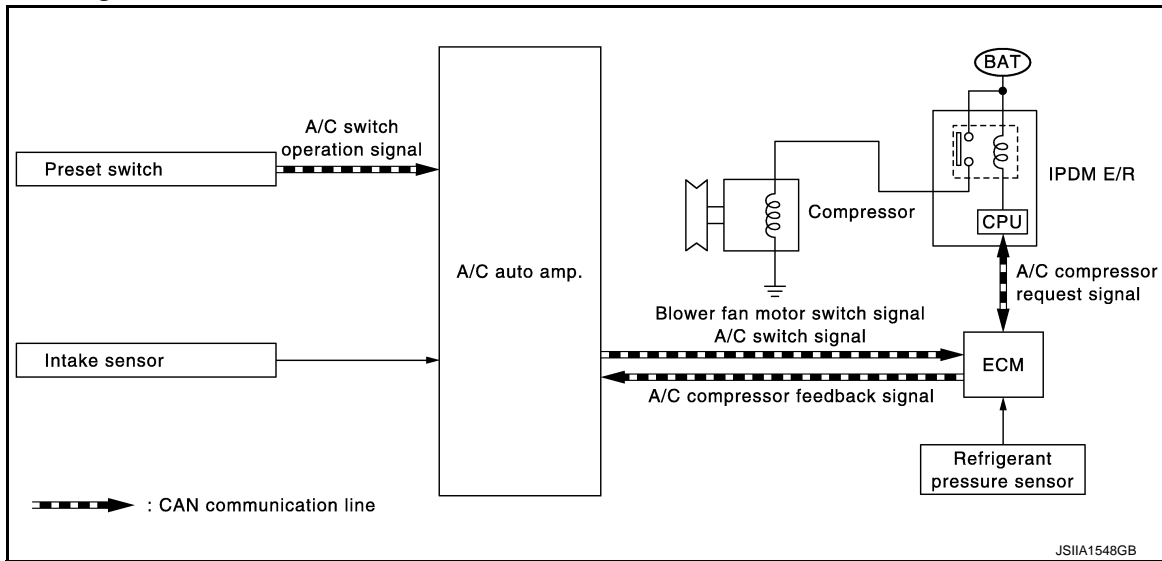 BAT
A/C switch
operation signal
Preset switch
IPDM E/R
Compressor
CPU
A/C auto amp.
A/C compressor
request signal
Blower fan motor switch signal
A/C switch signal
Intake sensor
ECM
A/C compressor feedback signal
Refrigerant
pressure sensor
: CAN communication line
JSIIA1548GB